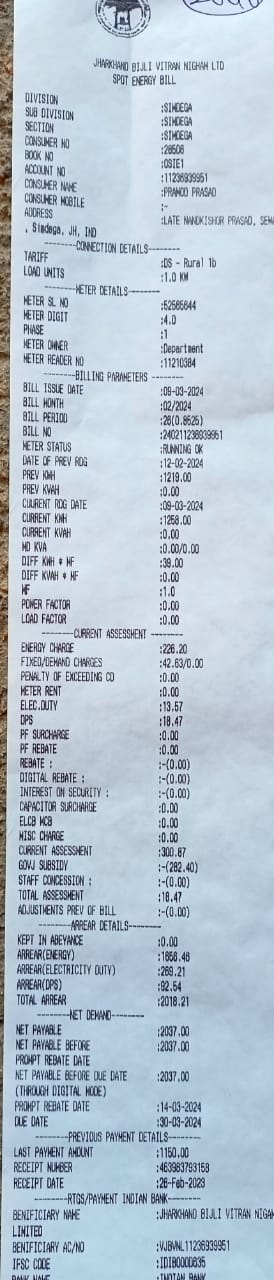 JHARKHAND BIJLI VITRAN NIGHAM LTD
SPOT ENERGY BILL
DIVISION :SIMDEGA
SUB DIVISION :SIMDEGA
SECTION :SIMDEGA
CONSUMER NO :26506
BOOK NO :OSIE1
ACCOUNT NO :11236939951
CONSUMER NAME :PRAMOD PRASAD
CONSUMER MOBILE :-
ADDRESS :LATE NANDKISHOR PRASAD, SEWA
, Simdega, JH, IND
--------CONNECTION DETAILS--------
TARIFF :DS - Rural 1b
LOAD UNITS :1.0 KW
--------METER DETAILS--------
METER SL NO :52565644
METER DIGIT :4.0
PHASE :1
METER OWNER :Department
METER READER NO :11210384
--------BILLING PARAMETERS --------
BILL ISSUE DATE :09-03-2024
BILL MONTH :02/2024
BILL PERIOD :26(0.8525)
BILL NO :240211236939951
METER STATUS :RUNNING OK
DATE OF PREV RDG :12-02-2024
PREV KWH :1219.00
PREV KVAH :0.00
CUURENT RDG DATE :09-03-2024
CURRENT KWH :1258.00
CURRENT KVAH :0.00
MD KVA :0.00/0.00
DIFF KWH * MF :39.00
DIFF KVAH * MF :0.00
MF :1.0
POWER FACTOR :0.00
LOAD FACTOR :0.00
--------CURRENT ASSESSMENT --------
ENERGY CHARGE :226.20
FIXED/DEMAND CHARGES :42.63/0.00
PENALTY OF EXCEEDING CD :0.00
METER RENT :0.00
ELEC.DUTY :13.57
DPS :18.47
PF SURCHARGE :0.00
PF REBATE :0.00
REBATE : :-(0.00)
DIGITAL REBATE : :-(0.00)
INTEREST ON SECURITY : :-(0.00)
CAPACITOR SURCHARGE :0.00
ELCB MCB :0.00
MISC CHARGE :0.00
CURRENT ASSESSMENT :300.87
GOVJ SUBSIDY :-(282.40)
STAFF CONCESSION : :-(0.00)
TOTAL ASSESSMENT :18.47
ADJUSTMENTS PREV OF BILL :-(0.00)
--------ARREAR DETAILS--------
KEPT IN ABEYANCE :0.00
ARREAR(ENERGY) :1656.46
ARREAR(ELECTRICITY DUTY) :269.21
ARREAR(DPS) :92.54
TOTAL ARREAR :2018.21
--------NET DEMAND--------
NET PAYABLE :2037.00
NET PAYABLE BEFORE :2037.00
PROMPT REBATE DATE
NET PAYABLE BEFORE DUE DATE :2037.00
(THROUGH DIGITAL MODE)
PROMPT REBATE DATE :14-03-2024
DUE DATE :30-03-2024
--------PREVIOUS PAYMENT DETAILS--------
LAST PAYMENT AMOUNT :1150.00
RECEIPT NUMBER :463983793158
RECEIPT DATE :26-Feb-2023
--------RTGS/PAYMENT INDIAN BANK--------
BENIFICIARY NAME :JHARKHAND BIJLI VITRAN NIGAM
LIMITED
BENIFICIARY AC/NO :VJBVNL11236939951
IFSC CODE :IDIB000O635
BANK NAME :INDIAN BANK